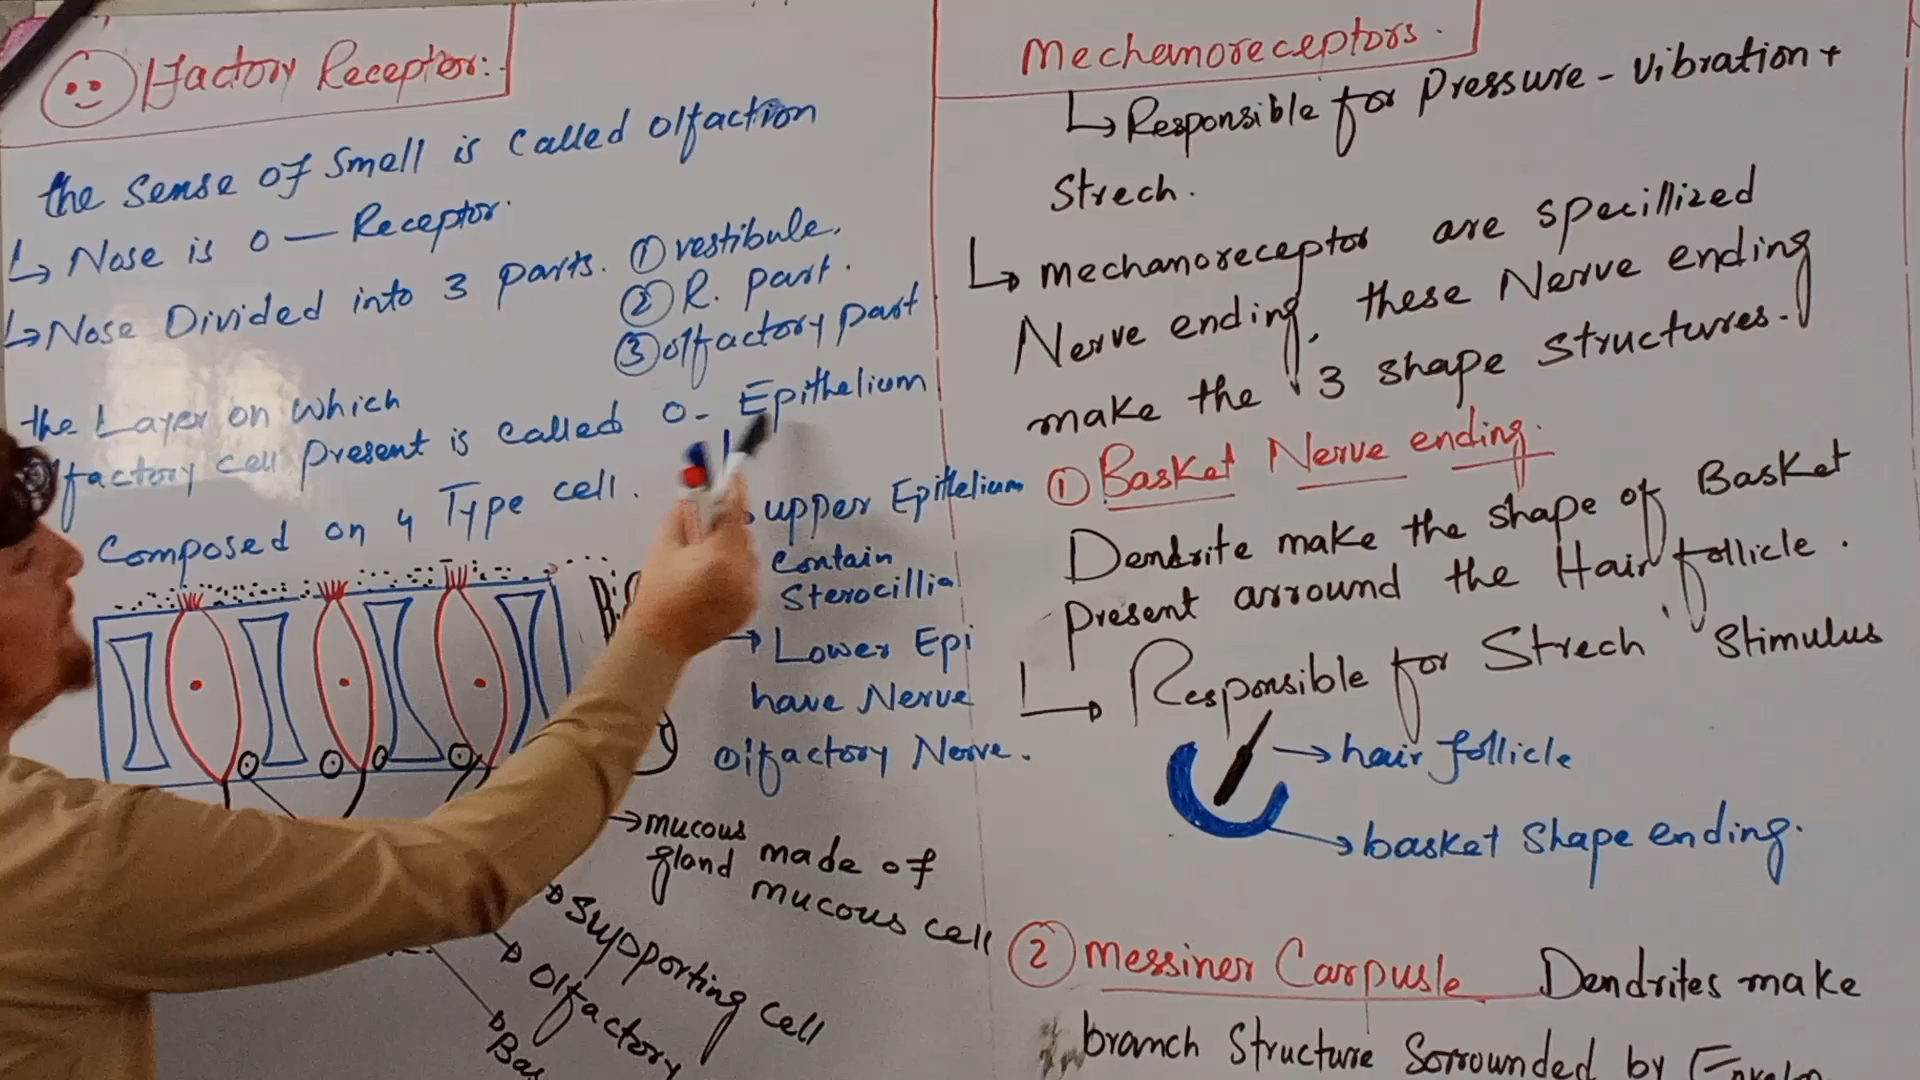 Olfactory Receptor:
the Sense of Smell is Called Olfaction
↳ Nose is O — Receptor.
↳ Nose Divided into 3 parts. ① vestibule.
② R. part.
③ olfactory part
the Layer on which
Olfactory cell Present is called O- Epithelium
Composed on 4 Type cell.
upper Epithelium
Contain
Sterocillia
→ Lower Epi
have Nerve
Olfactory Nerve.
→ mucous made of
gland mucous cell
Supporting cell
Olfactory
Bas
Mechanoreceptors.
↳ Responsible for Pressure - Vibration +
Strech.
↳ mechanoreceptor are specillized
Nerve ending, these Nerve ending
make the 3 shape structures.
① Basket Nerve ending.
Dendrite make the shape of Basket
Present arround the Hair follicle.
↳ Responsible for Strech Stimulus
→ hair follicle
→ basket Shape ending.
② Messiner Carpusle Dendrites make
branch Structure Sorrounded by